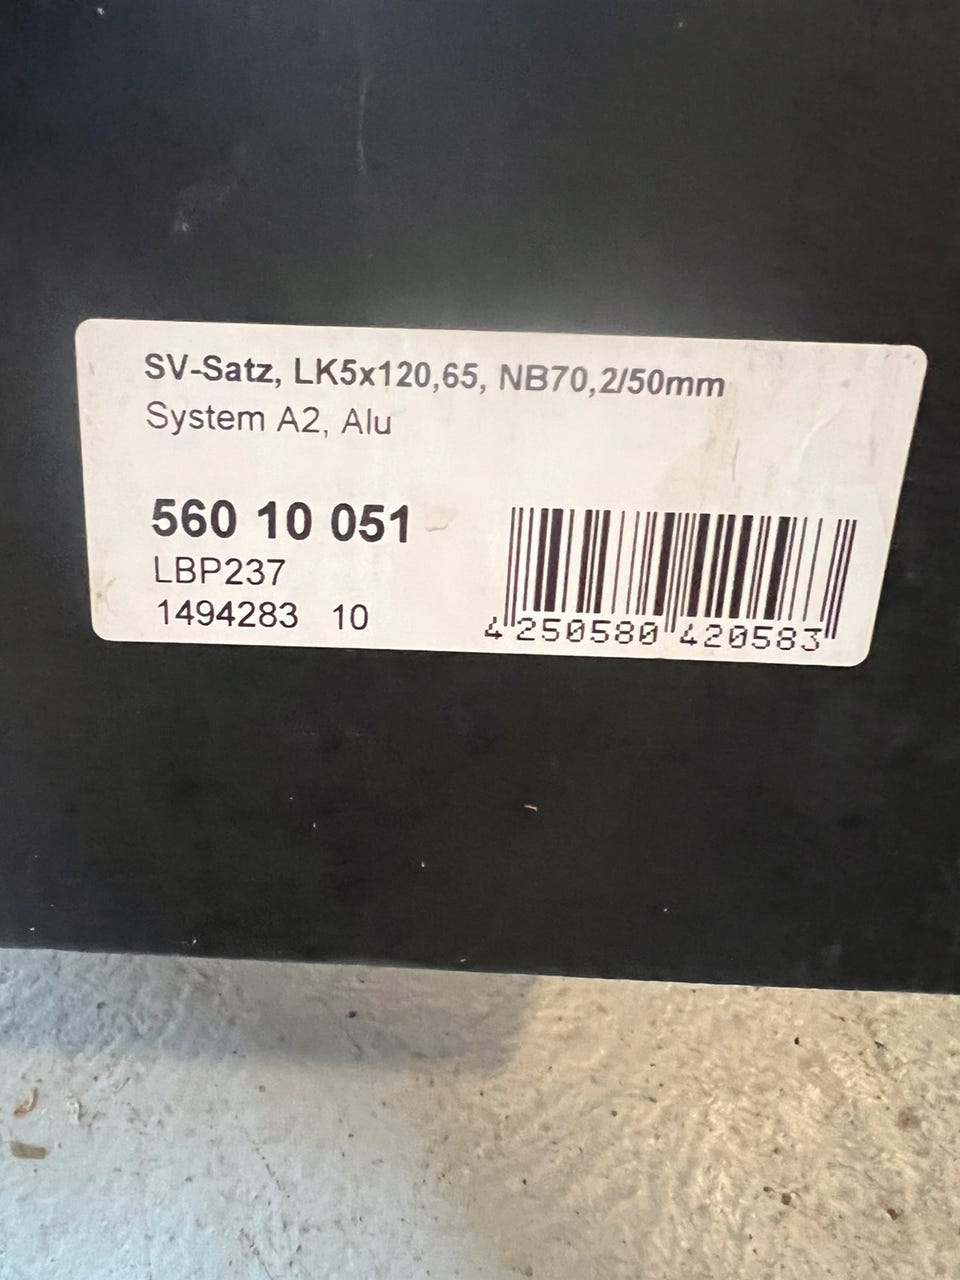 SV-Satz, LK5x120,65, NB70,2/50mm
System A2, Alu
560 10 051
LBP237
1494283 10
4 250580 420583